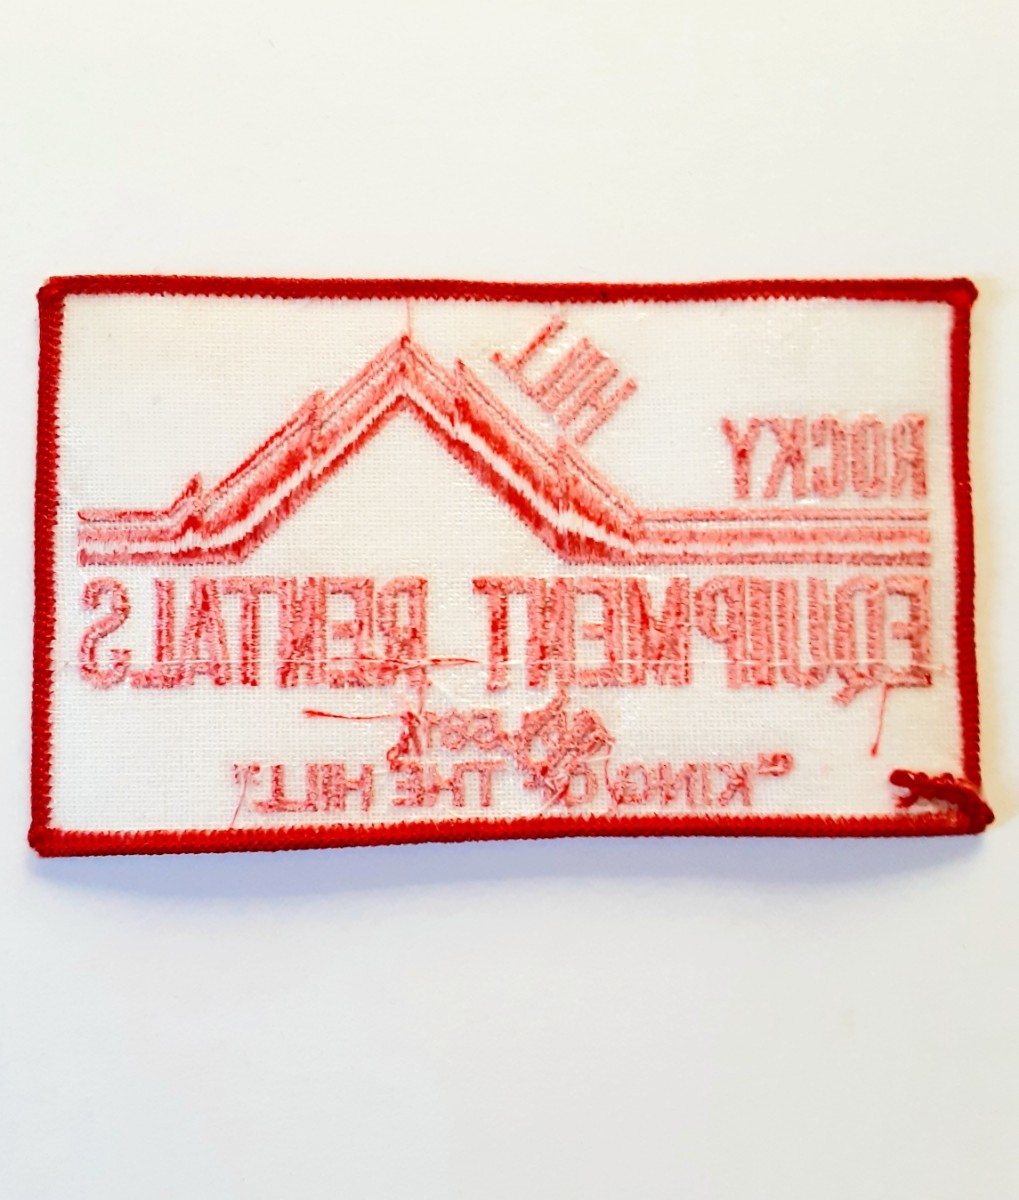 ROCKY
HILL
EQUIPMENT RENTALS
"KING OF THE HILL"